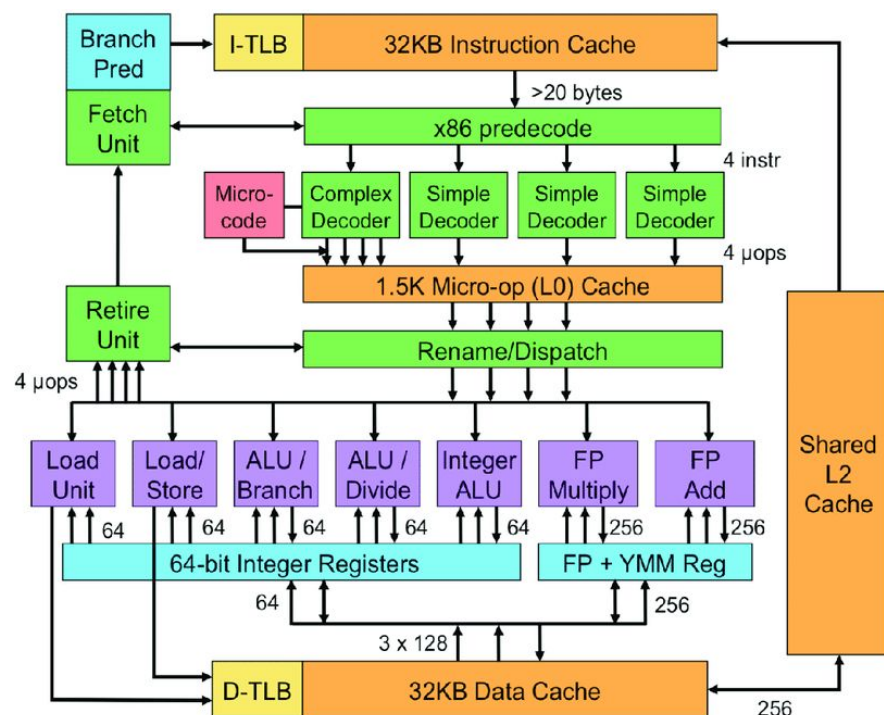 Branch
Pred
I-TLB
32KB Instruction Cache
>20 bytes
Fetch
Unit
x86 predecode
4 instr
Micro-
code
Complex
Decoder
Simple
Decoder
Simple
Decoder
Simple
Decoder
4 µops
1.5K Micro-op (L0) Cache
Retire
Unit
Rename/Dispatch
4 µops
Load
Unit
Load/
Store
ALU /
Branch
ALU /
Divide
Integer
ALU
FP
Multiply
FP
Add
Shared
L2
Cache
64
64
64
64
64
256
256
64-bit Integer Registers
FP + YMM Reg
64
256
3 x 128
D-TLB
32KB Data Cache
256